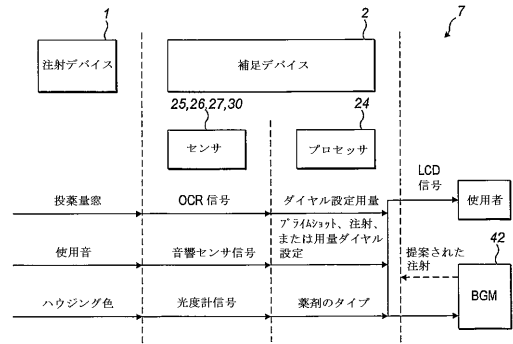 1
2
7
注射デバイス
補足デバイス
25,26,27,30
24
センサ
プロセッサ
LCD
信号
投薬量窓
OCR 信号
ダイヤル設定用量
使用者
プライムショット、注射、
または用量ダイヤル
設定
使用音
音響センサ信号
提案された
注射
42
BGM
ハウジング色
光度計信号
薬剤のタイプ